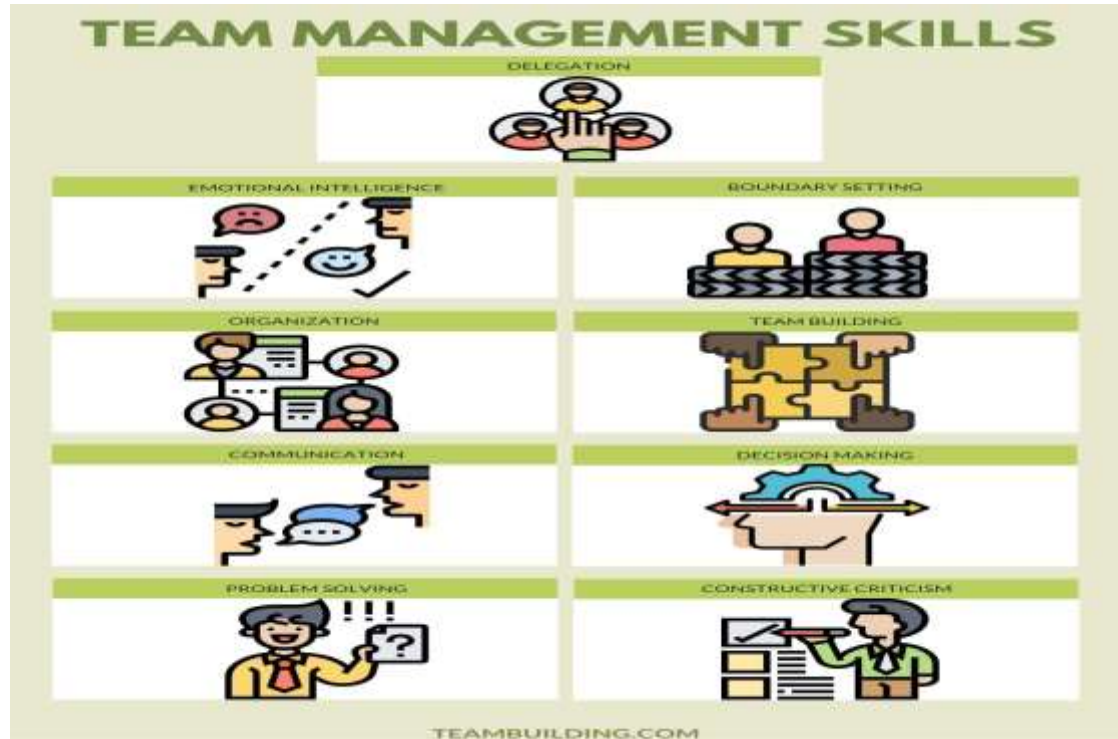 TEAM MANAGEMENT SKILLS
DELEGATION
EMOTIONAL INTELLIGENCE
BOUNDARY SETTING
ORGANIZATION
TEAM BUILDING
COMMUNICATION
DECISION MAKING
PROBLEM SOLVING
!!!
?
CONSTRUCTIVE CRITICISM
TEAMBUILDING.COM